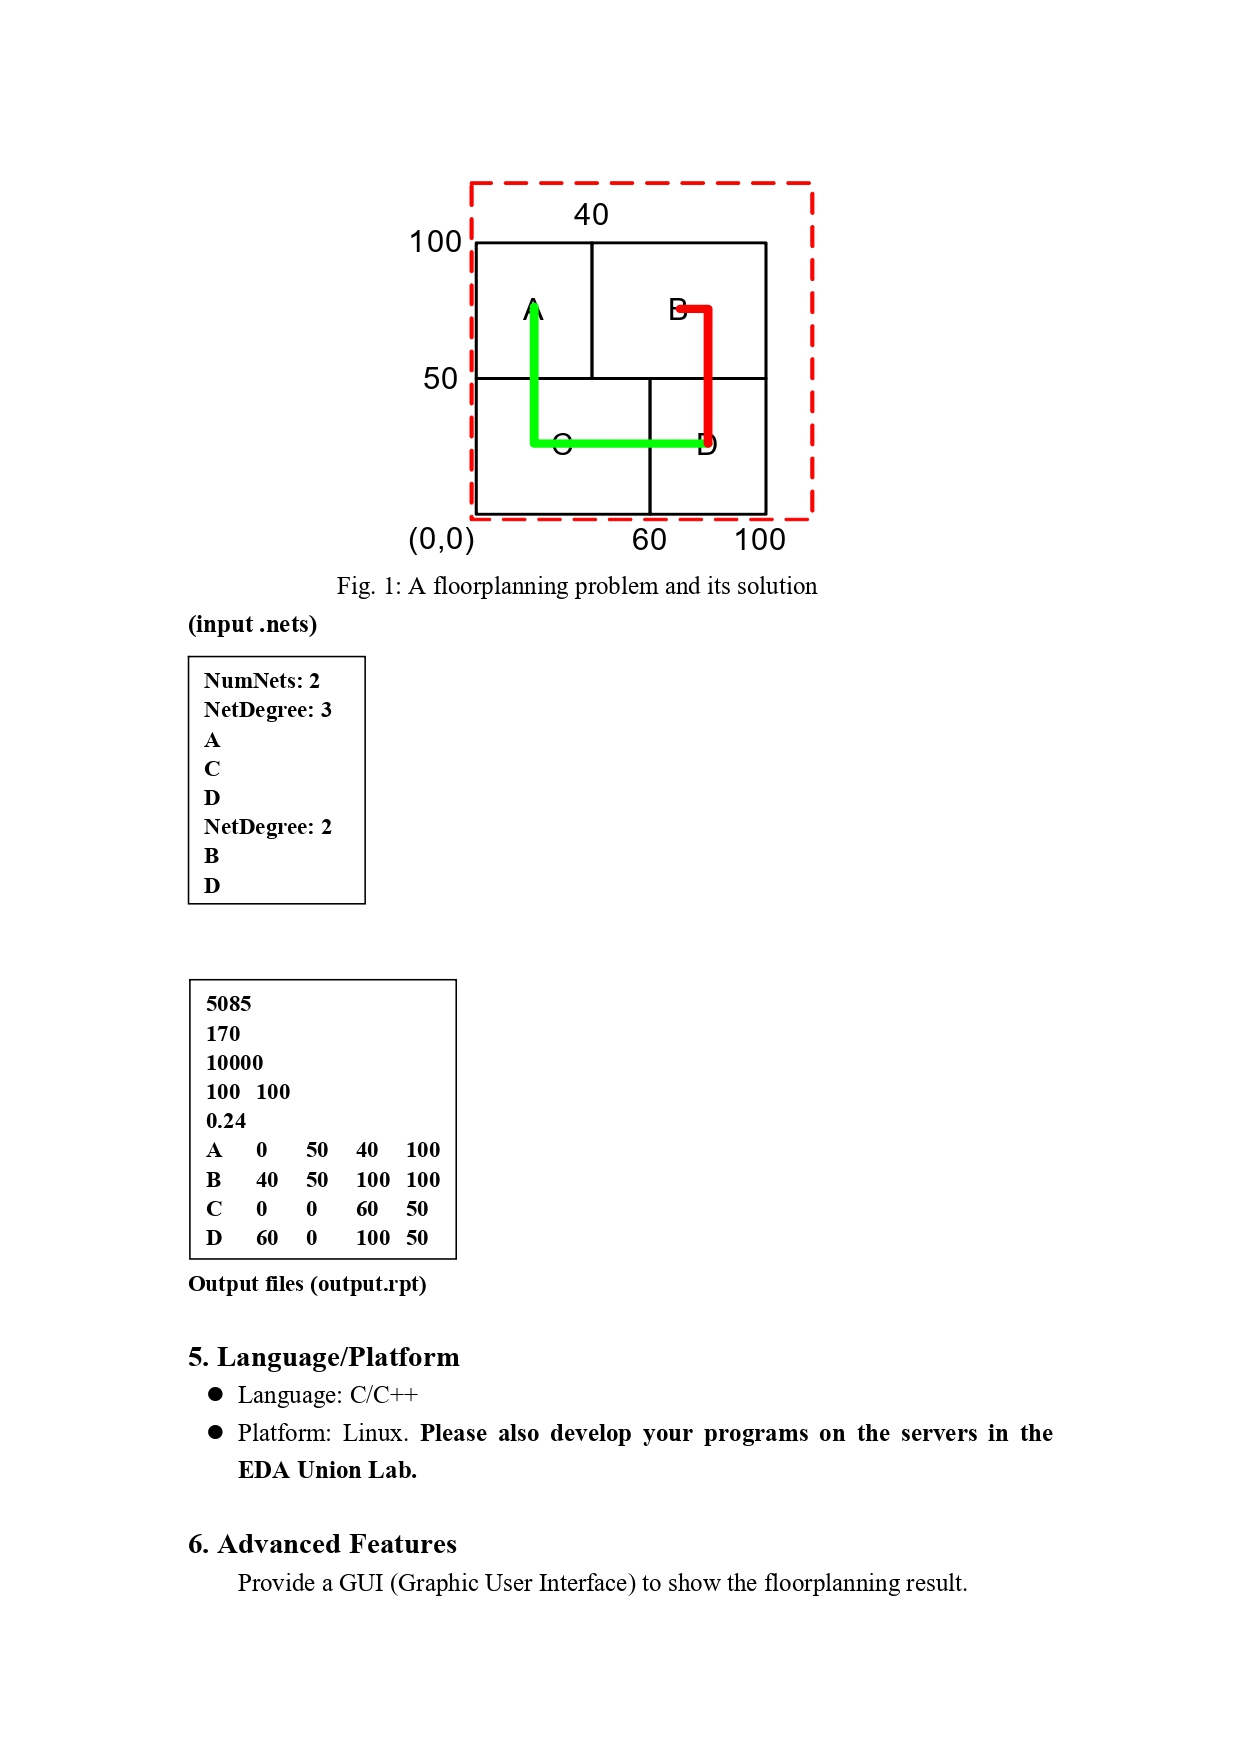 40
100
A
B
50
C
D
(0,0)
60
100
Fig. 1: A floorplanning problem and its solution
(input .nets)
NumNets: 2
NetDegree: 3
A
C
D
NetDegree: 2
B
D
5085
170
10000
100 100
0.24
A 0 50 40 100
B 40 50 100 100
C 0 0 60 50
D 60 0 100 50
Output files (output.rpt)
5. Language/Platform
● Language: C/C++
● Platform: Linux. Please also develop your programs on the servers in the
EDA Union Lab.
6. Advanced Features
Provide a GUI (Graphic User Interface) to show the floorplanning result.